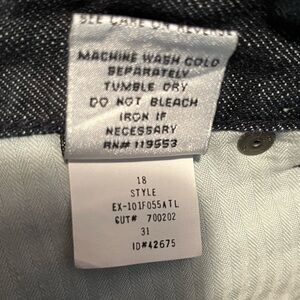 SEE CARE ON REVERSE
MACHINE WASH COLD
SEPARATELY
TUMBLE DRY
DO NOT BLEACH
IRON IF
NECESSARY
RN# 119553
18
STYLE
EX-101F055ATL
CUT# 700202
31
ID#42675